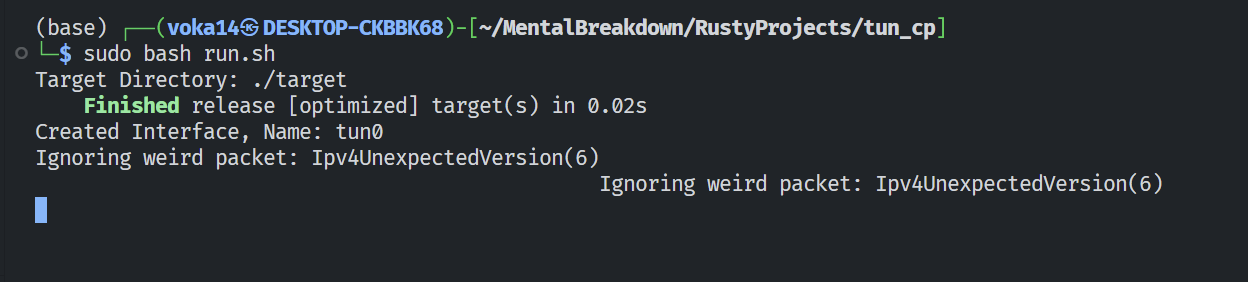 (base) ┌──(voka14㉿DESKTOP-CKBBK68)-[~/MentalBreakdown/RustyProjects/tun_cp]
└─$ sudo bash run.sh
Target Directory: ./target
    Finished release [optimized] target(s) in 0.02s
Created Interface, Name: tun0
Ignoring weird packet: Ipv4UnexpectedVersion(6)
                                               Ignoring weird packet: Ipv4UnexpectedVersion(6)